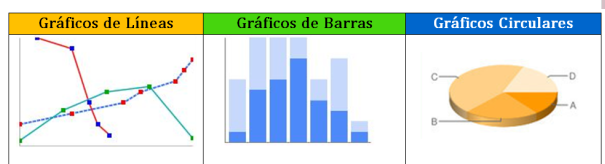 Gráficos de Líneas
Gráficos de Barras
Gráficos Circulares
C
D
A
B